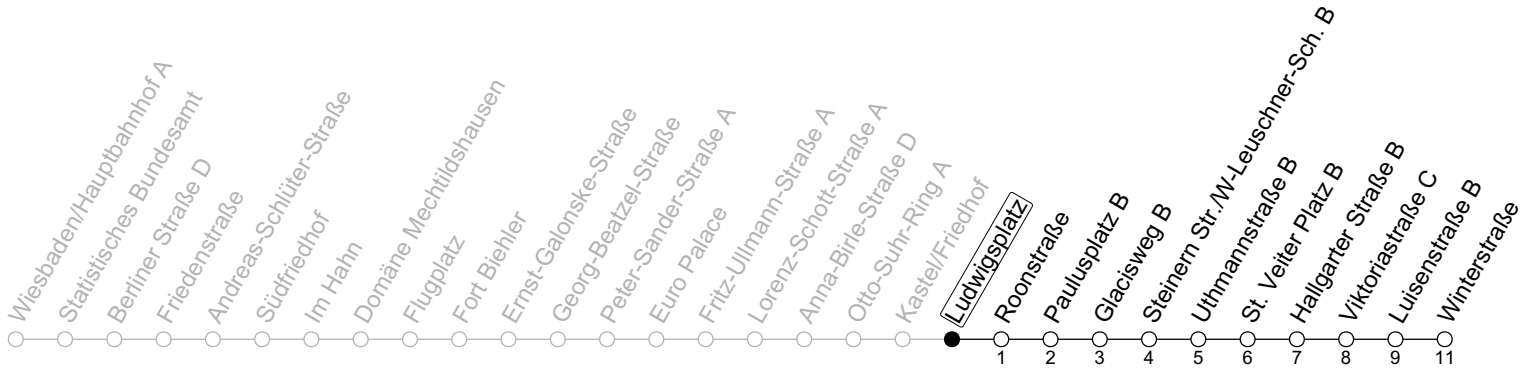 Wiesbaden/Hauptbahnhof A
Statistisches Bundesamt
Berliner Straße D
Friedenstraße
Andreas-Schlüter-Straße
Südfriedhof
Im Hahn
Domäne Mechtildshausen
Flugplatz
Fort Biehler
Ernst-Galonske-Straße
Georg-Beatzel-Straße
Peter-Sander-Straße A
Euro Palace
Fritz-Ullmann-Straße A
Lorenz-Schott-Straße A
Anna-Birle-Straße D
Otto-Suhr-Ring A
Kastel/Friedhof
Ludwigsplatz
Roonstraße
Paulusplatz B
Glacisweg B
Steinern Str./W-Leuschner-Sch. B
Uthmannstraße B
St. Veiter Platz B
Hallgarter Straße B
Viktoriastraße C
Luisenstraße B
Winterstraße
1 2 3 4 5 6 7 8 9 11